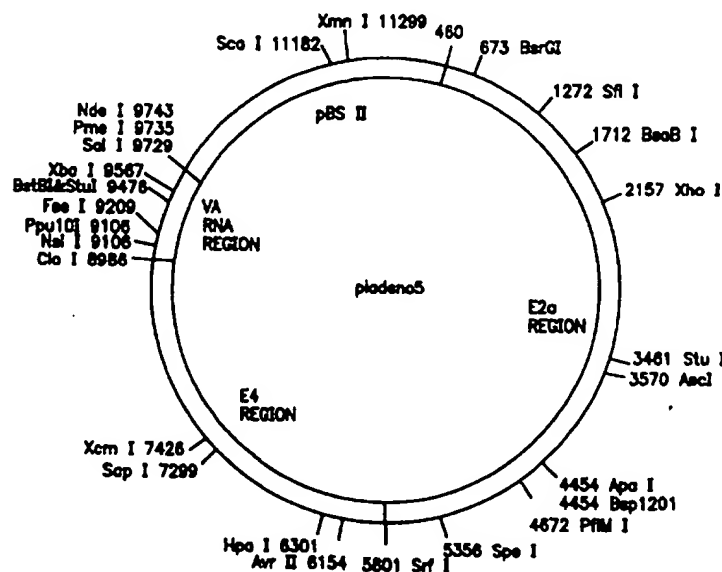 Xmn I 11299
Sca I 11182
460
673 BsrGI
1272 Sfi I
1712 BsaB I
2157 Xho I
3461 Stu I
3570 AscI
4454 Apa I
4454 Bsp120I
4672 PflM I
5356 Spe I
5801 Srf I
Avr II 6154
Hpa I 6301
Sap I 7299
Xcm I 7426
Cla I 8986
Nsi I 9106
Ppu10I 9106
Fse I 9209
BstBI&StuI 9476
Xba I 9567
Sal I 9729
Pme I 9735
Nde I 9743
pBS II
VA
RNA
REGION
piadeno5
E2a
REGION
E4
REGION